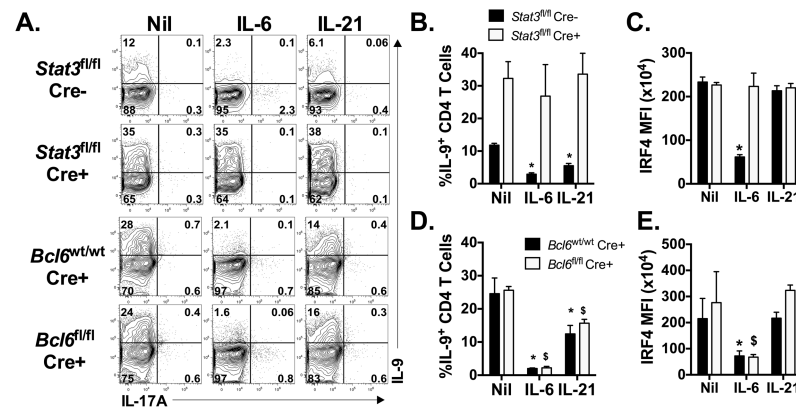 A.
Nil IL-6 IL-21
Stat3fl/fl
Cre-
12 0.1
88 0.3
2.3 0.1
95 2.3
6.1 0.06
93 0.4
Stat3fl/fl
Cre+
35 0.3
65 0.3
35 0.1
64 0.1
38 0.1
62 0.1
Bcl6wt/wt
Cre+
28 0.7
70 0.6
2.1 0.1
97 0.7
14 0.4
85 0.6
Bcl6fl/fl
Cre+
24 0.4
75 0.6
1.6 0.06
97 0.8
16 0.3
83 0.6
IL-17A
IL-9
B.
Stat3fl/fl Cre-
Stat3fl/fl Cre+
%IL-9+ CD4 T Cells
40
30
20
10
0
* *
Nil IL-6 IL-21
C.
IRF4 MFI (x10⁴)
300
200
100
0
*
Nil IL-6 IL-21
D.
Bcl6wt/wt Cre+
Bcl6fl/fl Cre+
%IL-9+ CD4 T Cells
40
30
20
10
0
* $ * $
Nil IL-6 IL-21
E.
IRF4 MFI (x10⁴)
500
400
300
200
100
0
* $
Nil IL-6 IL-21